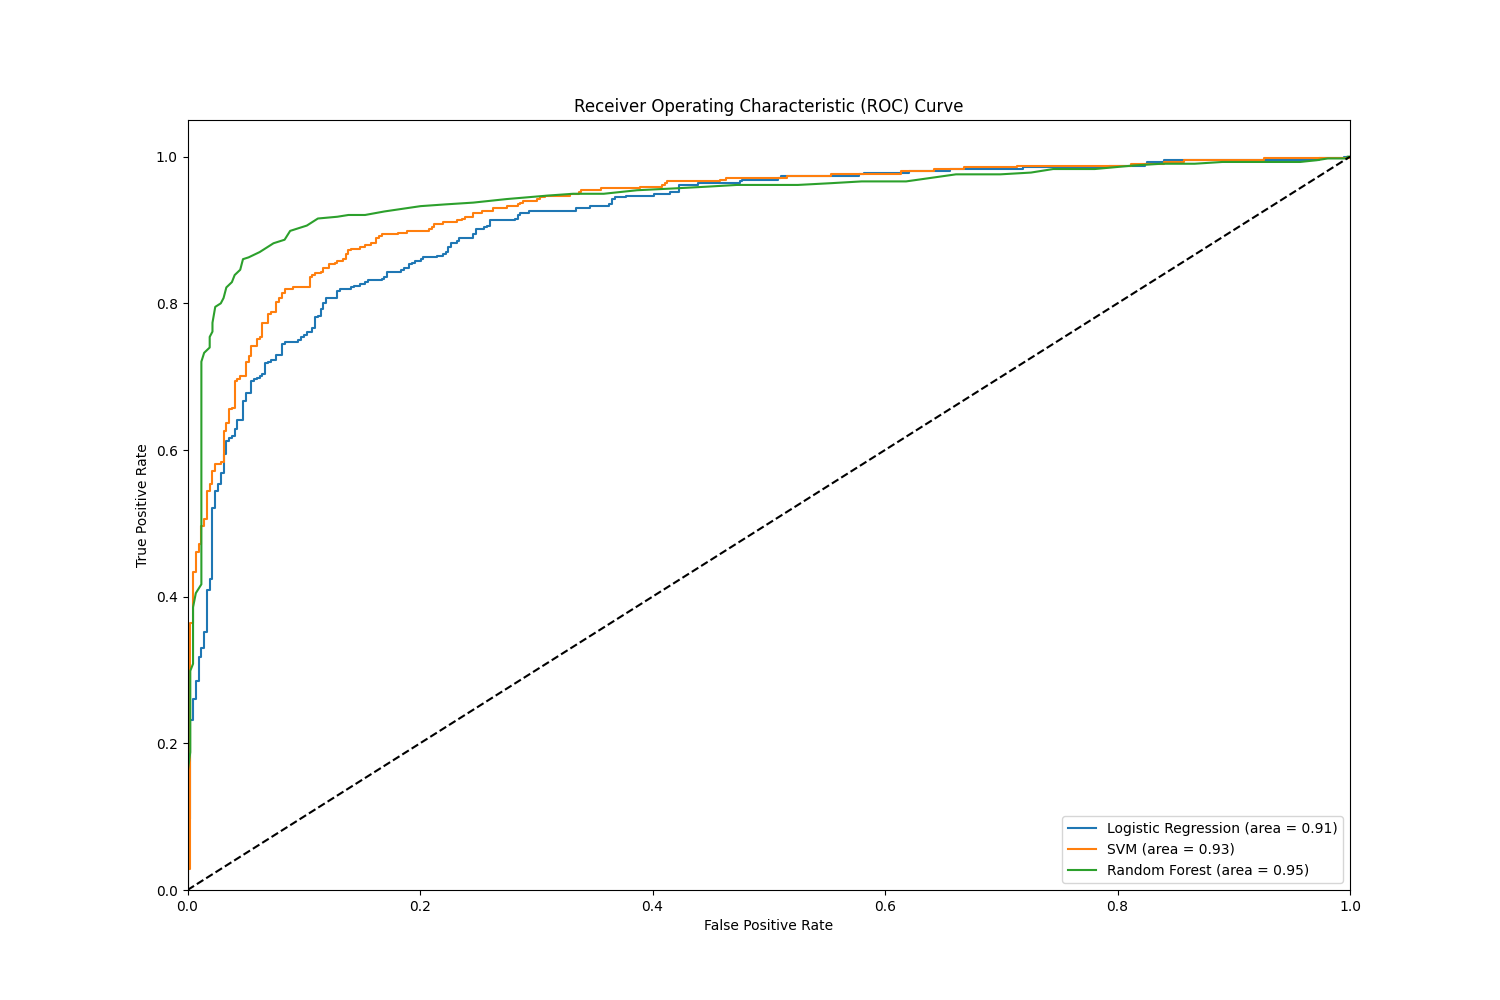 Receiver Operating Characteristic (ROC) Curve
1.0
0.8
0.6
0.4
0.2
0.0
True Positive Rate
Logistic Regression (area = 0.91)
SVM (area = 0.93)
Random Forest (area = 0.95)
0.0 0.2 0.4 0.6 0.8 1.0
False Positive Rate